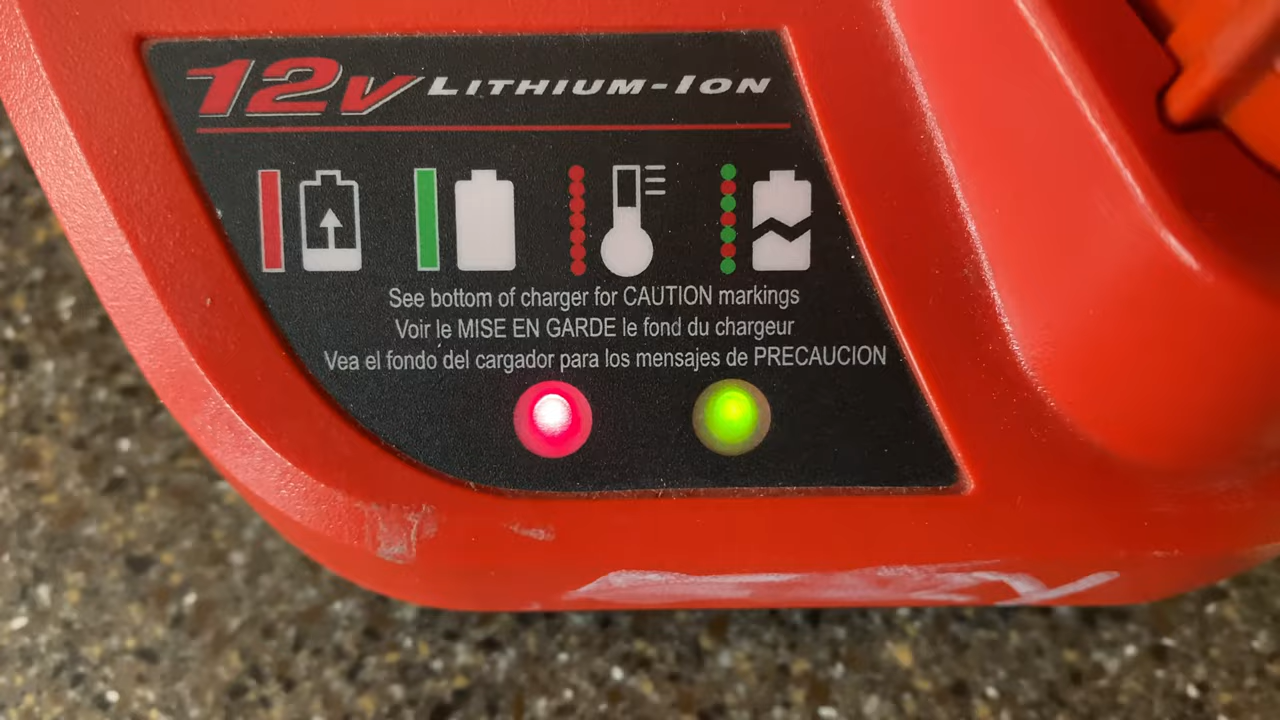 12V LITHIUM-ION
See bottom of charger for CAUTION markings
Voir le MISE EN GARDE le fond du chargeur
Vea el fondo del cargador para los mensajes de PRECAUCION